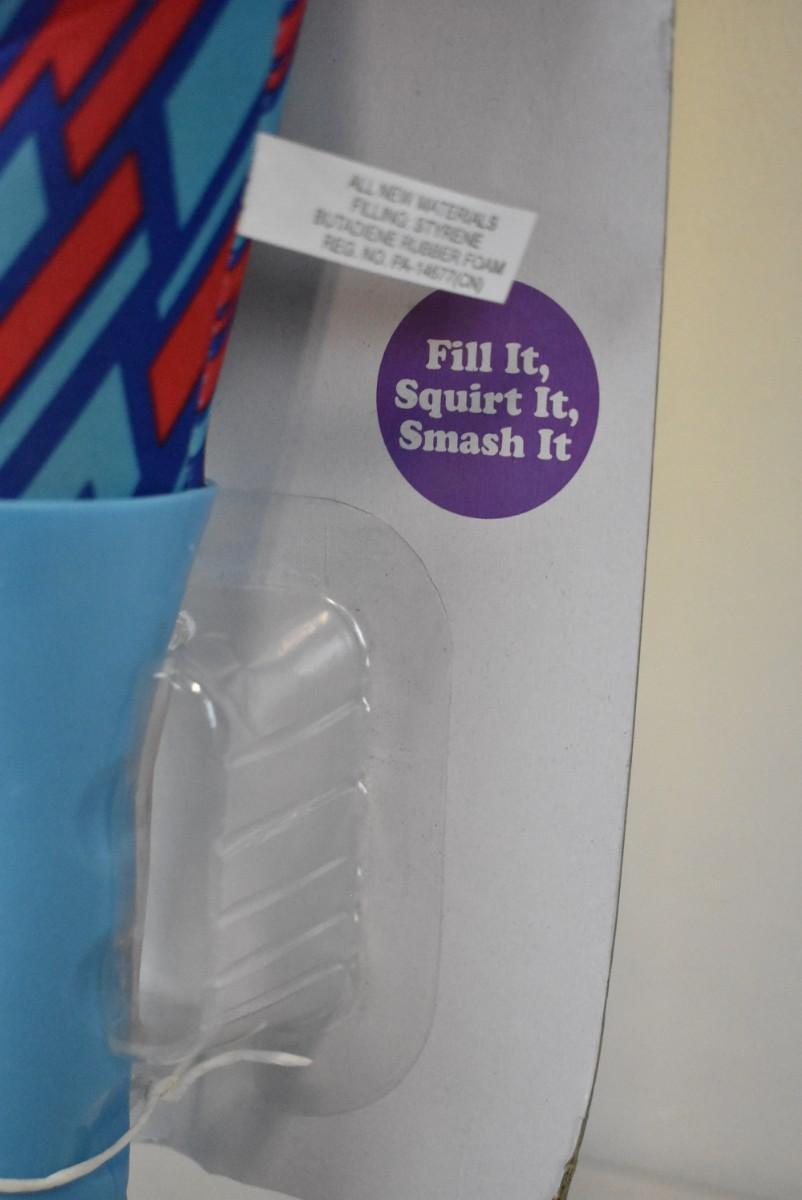 ALL NEW MATERIALS
FILLING: STYRENE
BUTADIENE RUBBER FOAM
REG. NO. PA-14677(CN)
Fill It,
Squirt It,
Smash It